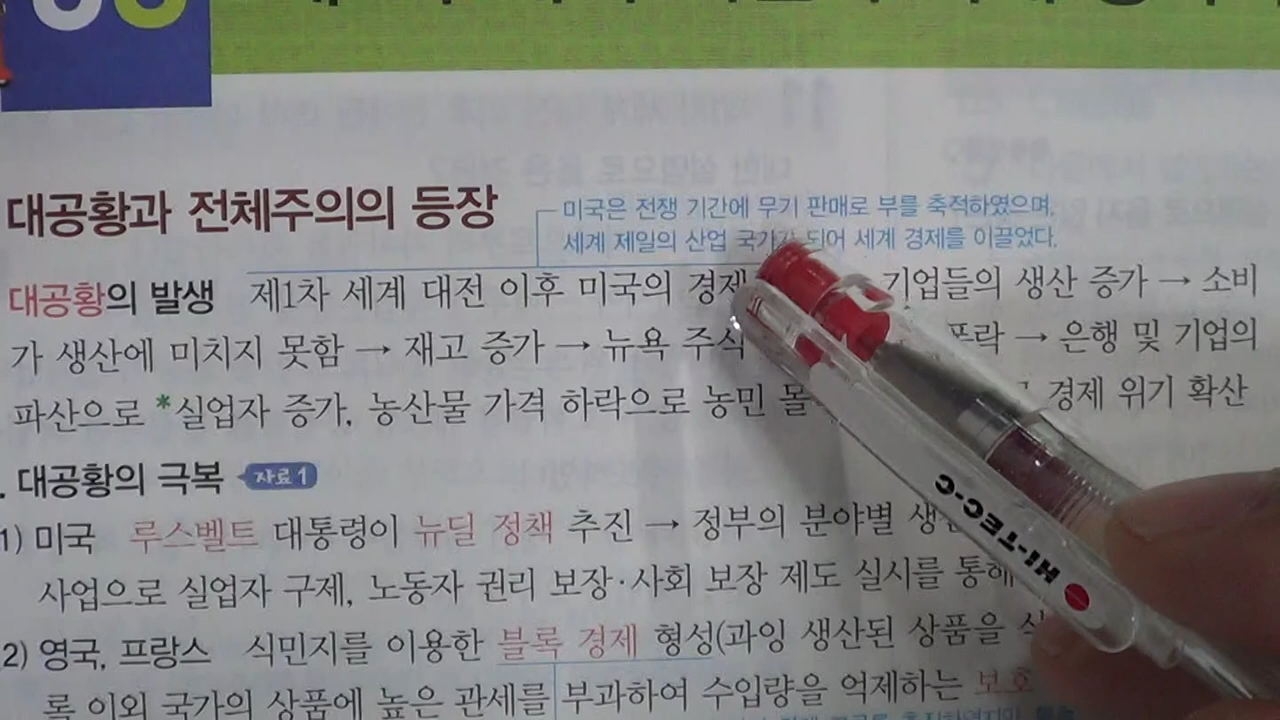 대공황과 전체주의의 등장
미국은 전쟁 기간에 무기 판매로 부를 축적하였으며,
세계 제일의 산업 국가가 되어 세계 경제를 이끌었다.
대공황의 발생 제1차 세계 대전 이후 미국의 경제 기업들의 생산 증가 → 소비
가 생산에 미치지 못함 → 재고 증가 → 뉴욕 주식 폭락 → 은행 및 기업의
파산으로 *실업자 증가, 농산물 가격 하락으로 농민 경제 위기 확산
. 대공황의 극복 자료 1
1) 미국 루스벨트 대통령이 뉴딜 정책 추진 → 정부의 분야별
사업으로 실업자 구제, 노동자 권리 보장·사회 보장 제도 실시를 통해
2) 영국, 프랑스 식민지를 이용한 블록 경제 형성(과잉 생산된 상품을
록 이외 국가의 상품에 높은 관세를 부과하여 수입량을 억제하는 보호
HI-TEC-C